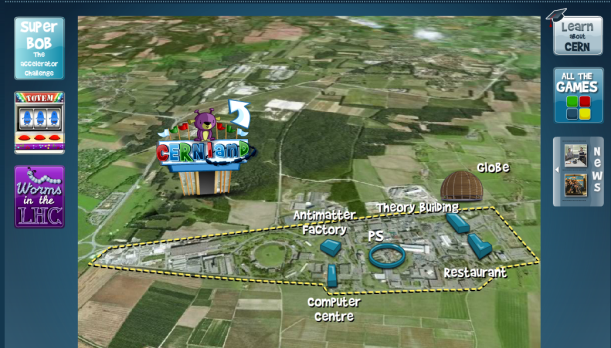 Super
BOB
The
accelerator
challenge
TOTEM
Worms
in the
LHC
CERNland
Globe
Theory Building
Antimatter
Factory
PS
Restaurant
Computer
Centre
Learn
about
CERN
ALL THE
GAMES
News